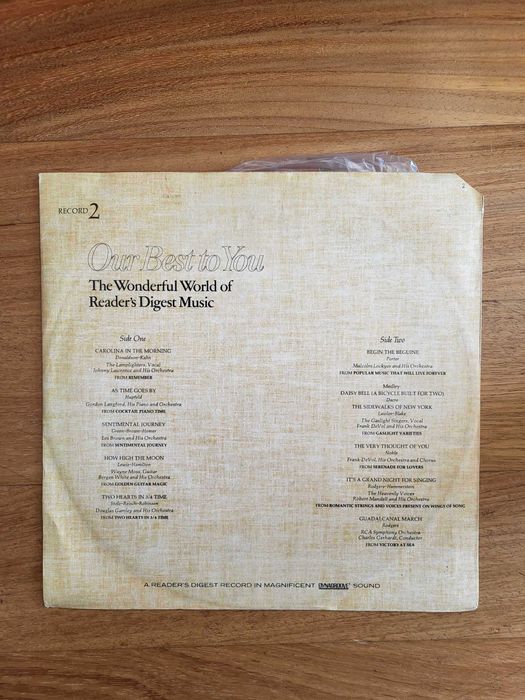 RECORD 2
Our Best to You
The Wonderful World of
Reader's Digest Music
Side One
CAROLINA IN THE MORNING
Donaldson-Kahn
The Lamplighters, Vocal
Johnny Lawrence and His Orchestra
FROM REMEMBER
AS TIME GOES BY
Hupfeld
Gordon Langford, His Piano and Orchestra
FROM COCKTAIL PIANO TIME
SENTIMENTAL JOURNEY
Green-Brown-Homer
Les Brown and His Orchestra
FROM SENTIMENTAL JOURNEY
HOW HIGH THE MOON
Lewis-Hamilton
Wayne Moss, Guitar
Bergen White and His Orchestra
FROM GOLDEN GUITAR MAGIC
TWO HEARTS IN 3/4 TIME
Stolz-Reisch-Robinson
Douglas Gamley and His Orchestra
FROM TWO HEARTS IN 3/4 TIME
Side Two
BEGIN THE BEGUINE
Porter
Malcolm Lockyer and His Orchestra
FROM POPULAR MUSIC THAT WILL LIVE FOREVER
Medley
DAISY BELL (A BICYCLE BUILT FOR TWO)
Dacre
THE SIDEWALKS OF NEW YORK
Lawlor-Blake
The Gaslight Singers, Vocal
Frank DeVol and His Orchestra
FROM GASLIGHT VARIETIES
THE VERY THOUGHT OF YOU
Noble
Frank DeVol, His Orchestra and Chorus
FROM SERENADE FOR LOVERS
IT'S A GRAND NIGHT FOR SINGING
Rodgers-Hammerstein
The Heavenly Voices
Robert Mandell and His Orchestra
FROM ROMANTIC STRINGS AND VOICES PRESENT ON WINGS OF SONG
GUADALCANAL MARCH
Rodgers
RCA Symphony Orchestra
Charles Gerhardt, Conductor
FROM VICTORY AT SEA
A READER'S DIGEST RECORD IN MAGNIFICENT DYNAGROOVE SOUND